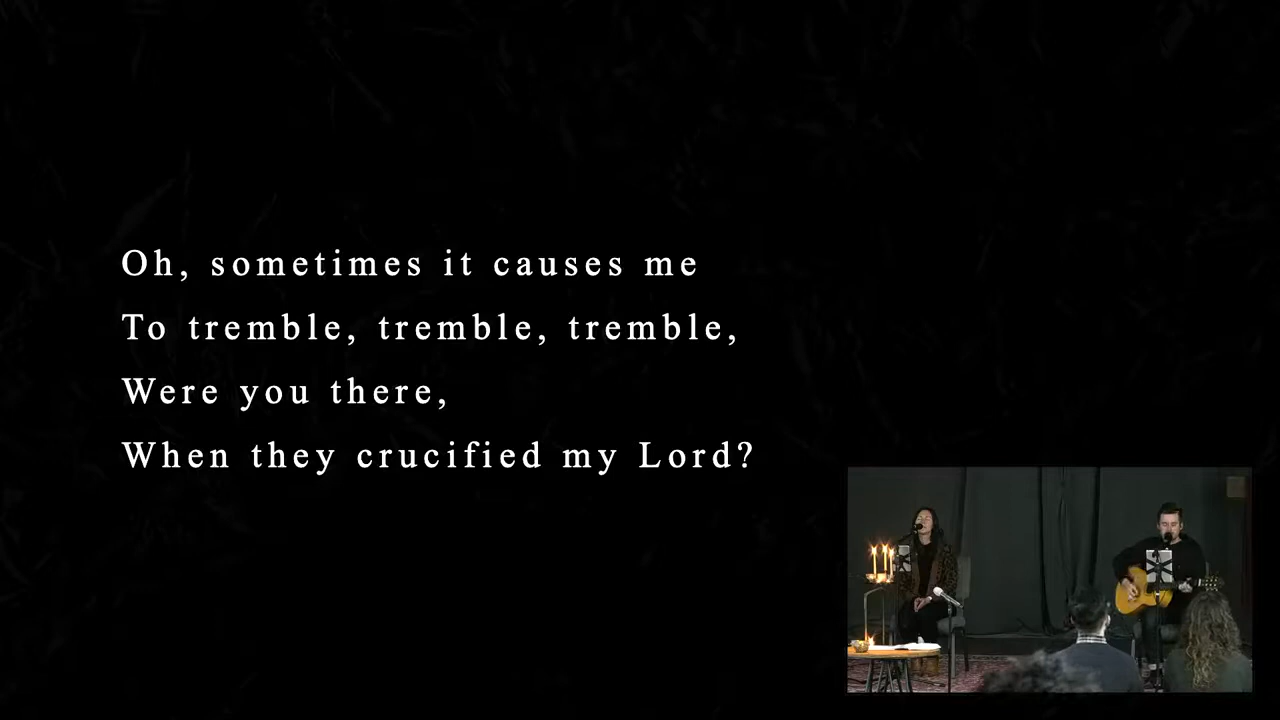 Oh, sometimes it causes me
To tremble, tremble, tremble,
Were you there,
When they crucified my Lord?